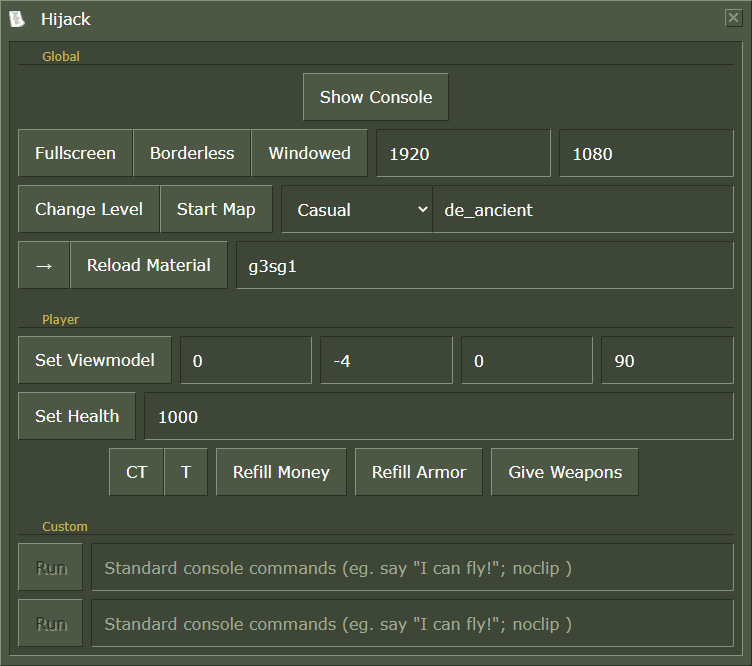 Hijack
Global
Show Console
Fullscreen Borderless Windowed 1920 1080
Change Level Start Map Casual de_ancient
→ Reload Material g3sg1
Player
Set Viewmodel 0 -4 0 90
Set Health 1000
CT T Refill Money Refill Armor Give Weapons
Custom
Run Standard console commands (eg. say "I can fly!"; noclip )
Run Standard console commands (eg. say "I can fly!"; noclip )